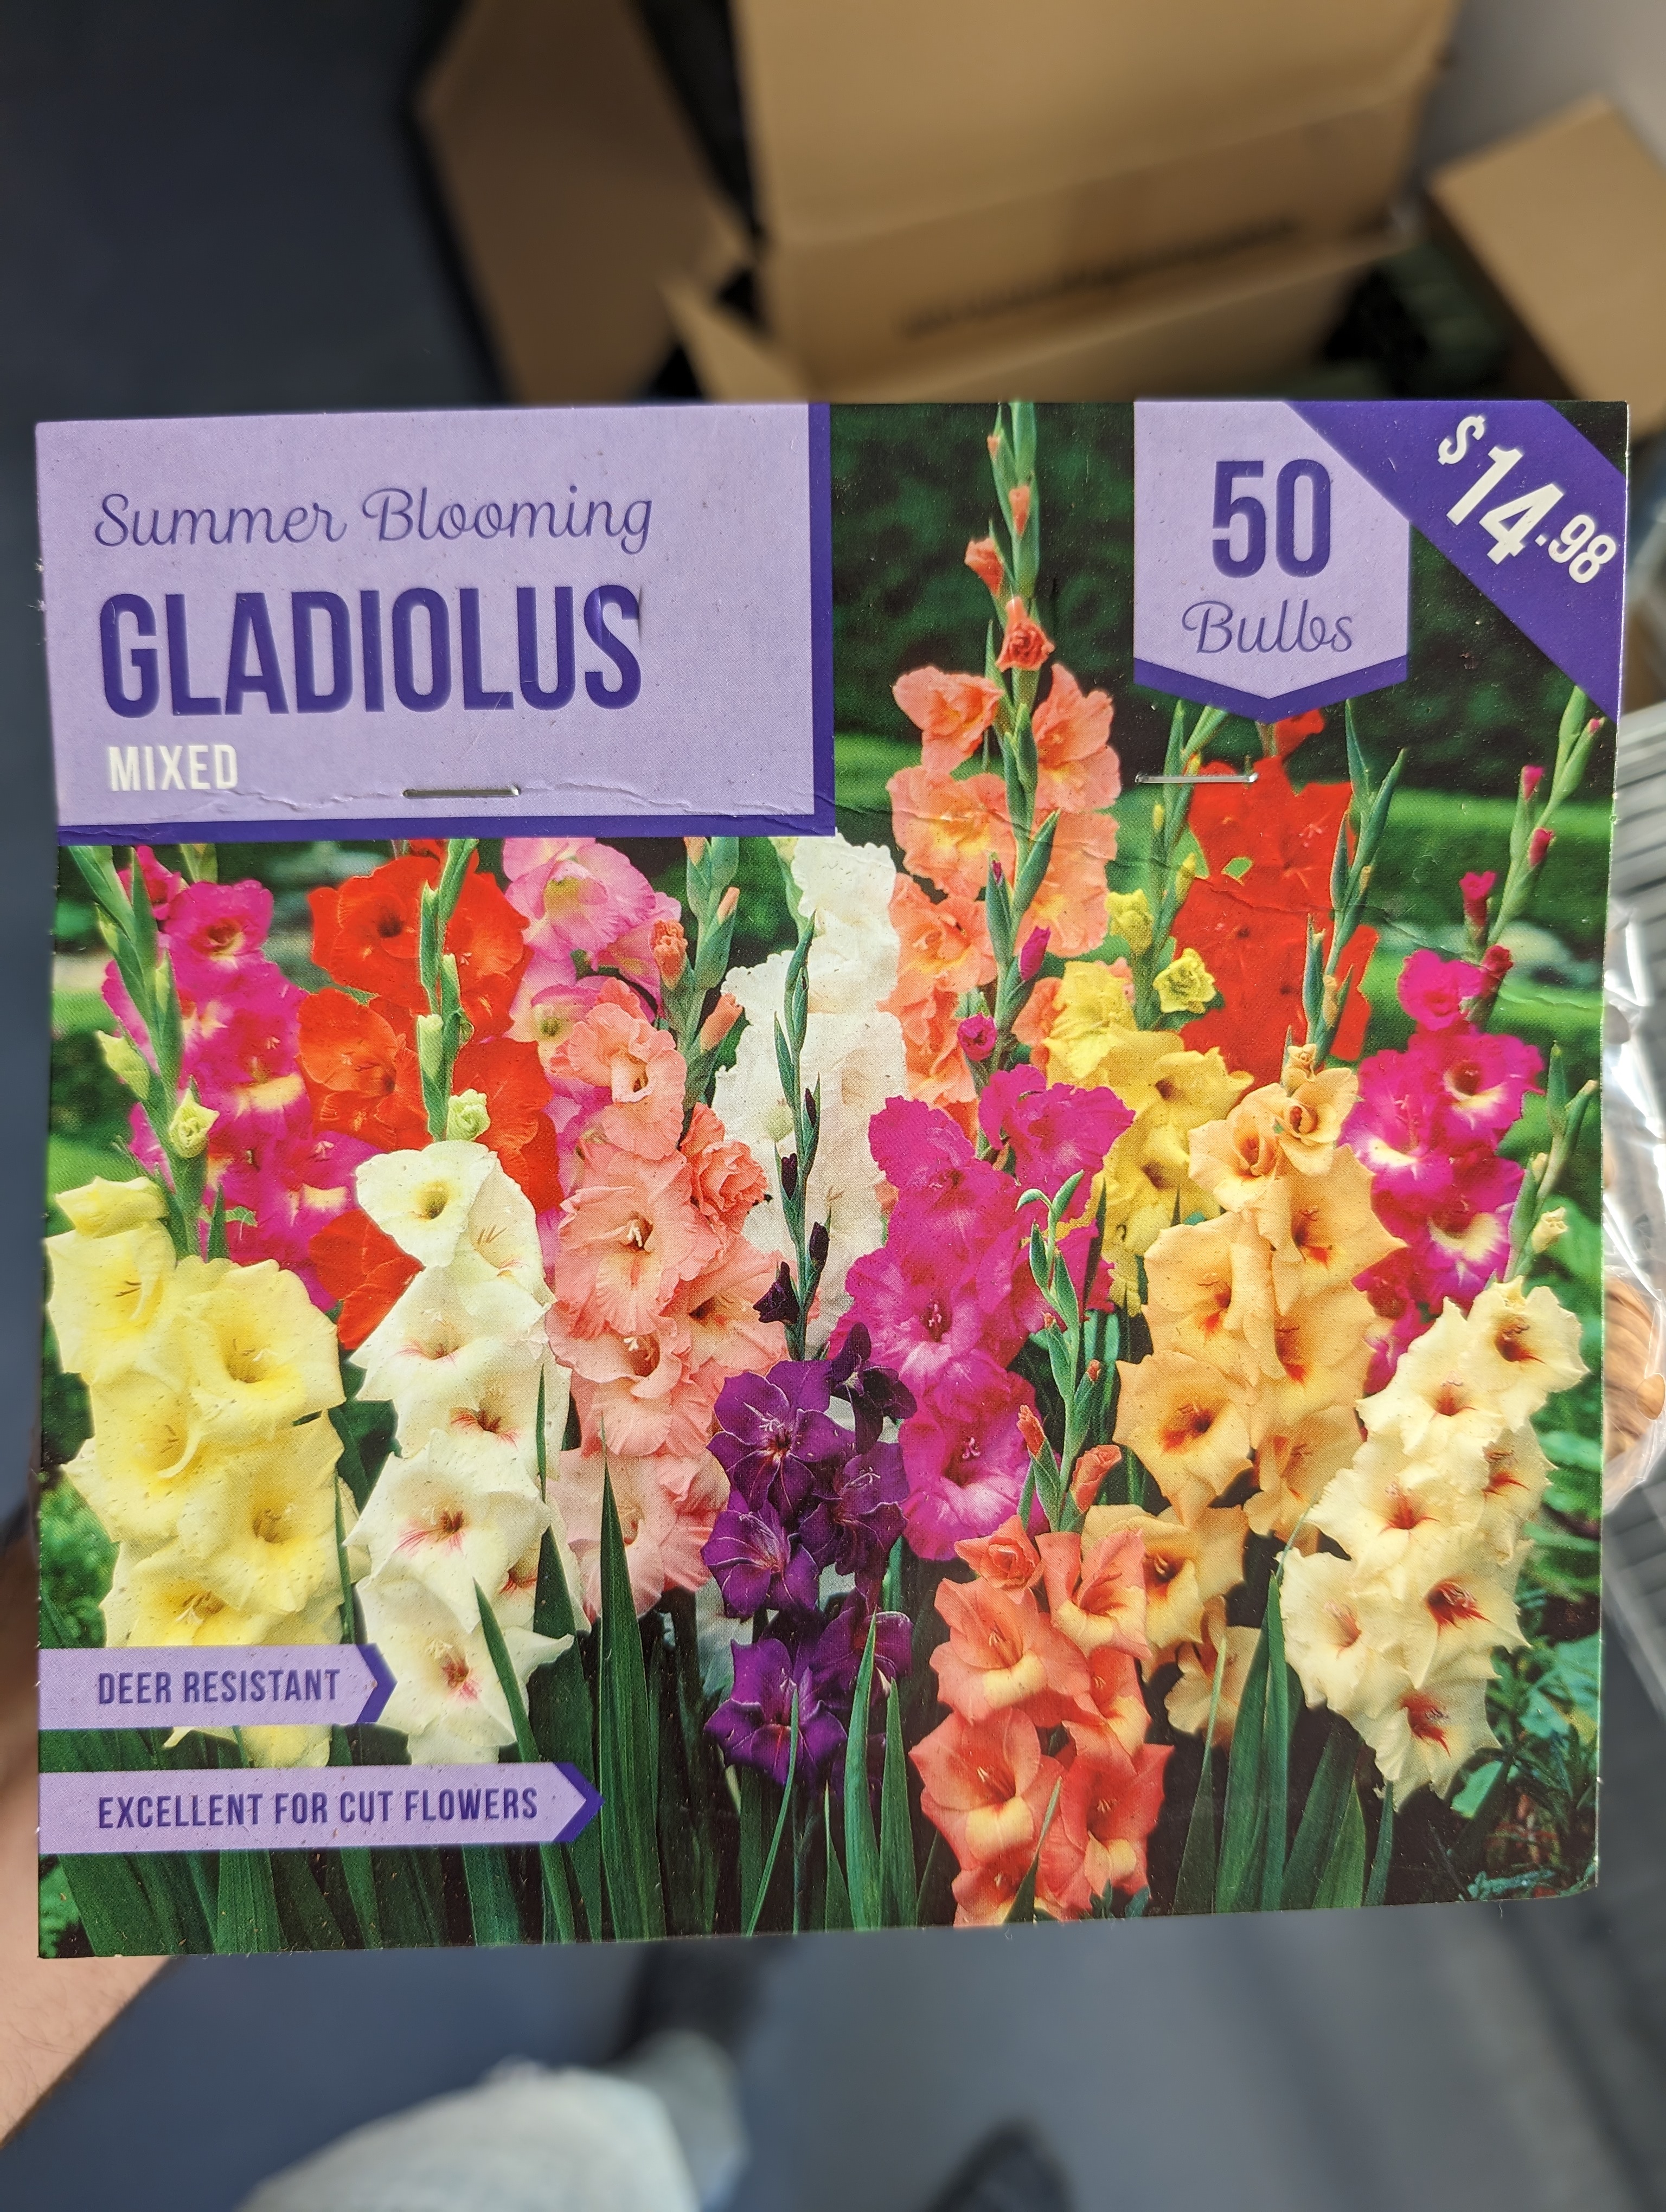 Summer Blooming
GLADIOLUS
MIXED
50
Bulbs
$14.98
DEER RESISTANT
EXCELLENT FOR CUT FLOWERS